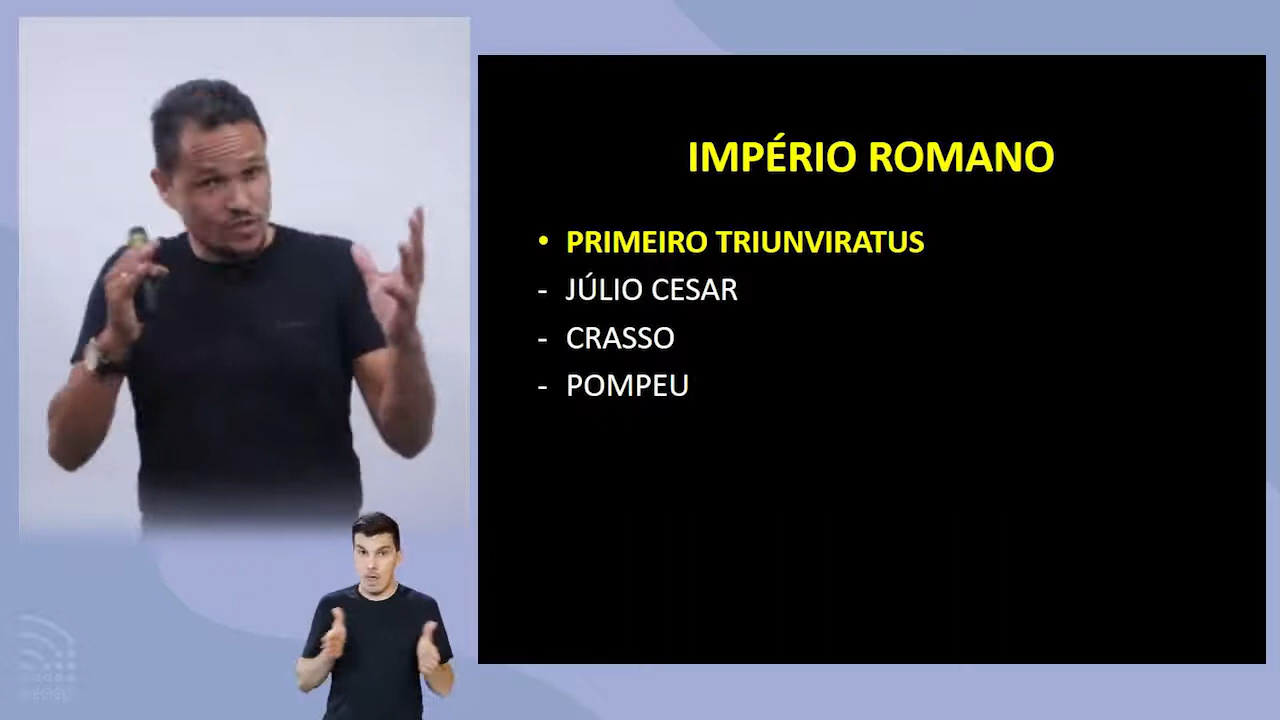 IMPÉRIO ROMANO
• PRIMEIRO TRIUNVIRATUS
- JÚLIO CESAR
- CRASSO
- POMPEU